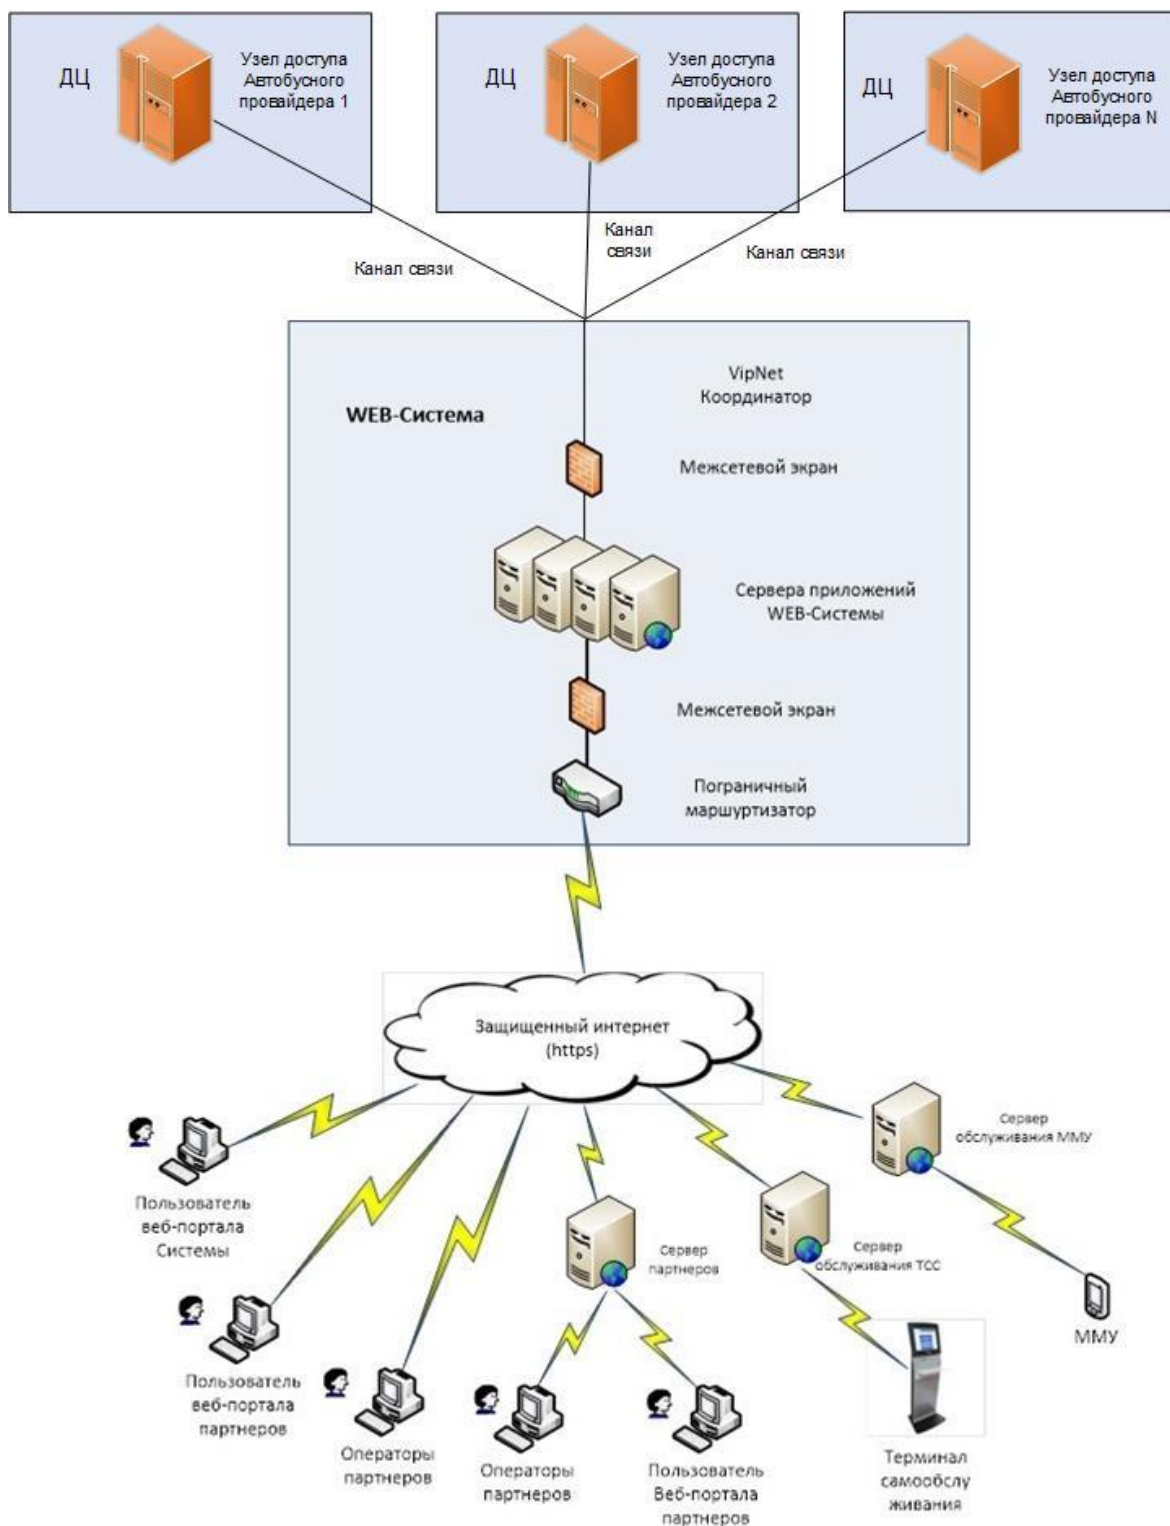 ДЦ
Узел доступа
Автобусного
провайдера 1
ДЦ
Узел доступа
Автобусного
провайдера 2
ДЦ
Узел доступа
Автобусного
провайдера N
Канал связи
Канал
связи
Канал связи
WEB-Система
VipNet
Координатор
Межсетевой экран
Сервера приложений
WEB-Системы
Межсетевой экран
Пограничный
маршуртизатор
Защищенный интернет
(https)
Пользователь
веб-портала
Системы
Сервер
обслуживания ММУ
Сервер
партнеров
Сервер
обслуживания ТСС
ММУ
Пользователь
веб-портала
партнеров
Операторы
партнеров
Операторы
партнеров
Пользователь
Веб-портала
партнеров
Терминал
самообслу
живания